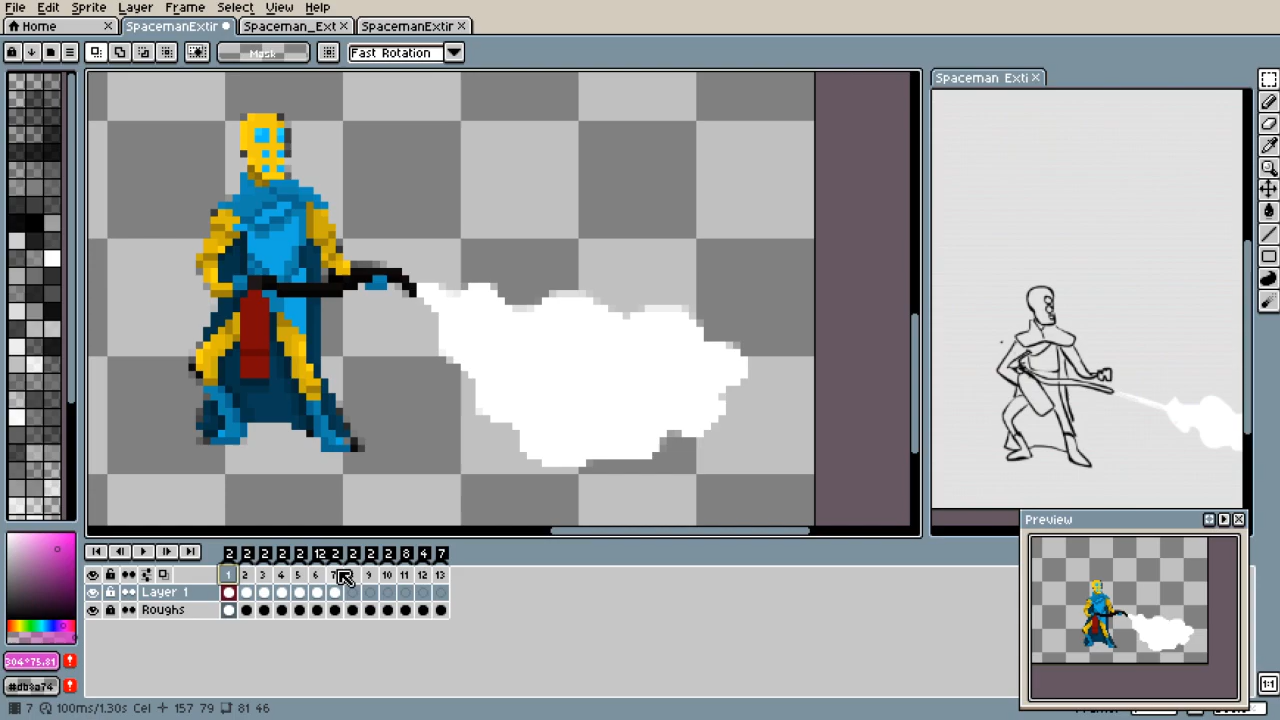 File Edit Sprite Layer Frame Select View Help
Home SpacemanExtir Spaceman_Ext SpacemanExtir
Mask Fast Rotation
Spaceman Exti
Preview
2 2 2 2 2 12 2 2 2 2 8 4 7
1 2 3 4 5 6 7 9 10 11 12 13
Layer 1
Roughs
304°75,81
#db8a74
7 100ms/1.30s Cel 157 79 81 46
1:1